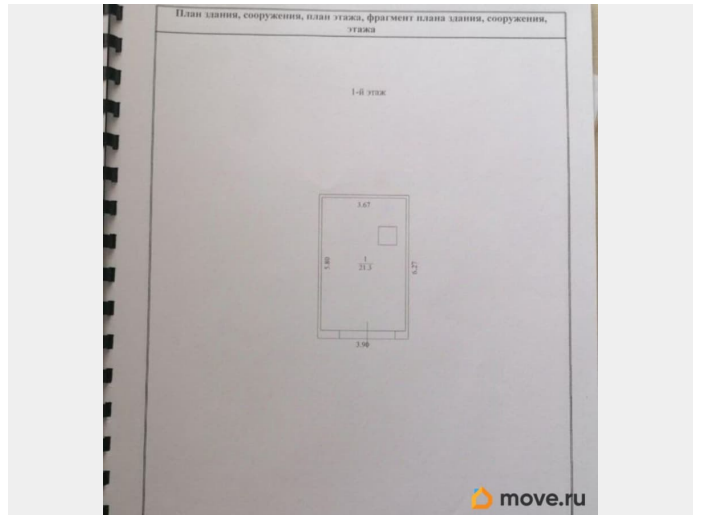 План здания, сооружения, план этажа, фрагмент плана здания, сооружения,
этажа
1-й этаж
3.67
5.80
1
21.3
6.27
3.90
move.ru